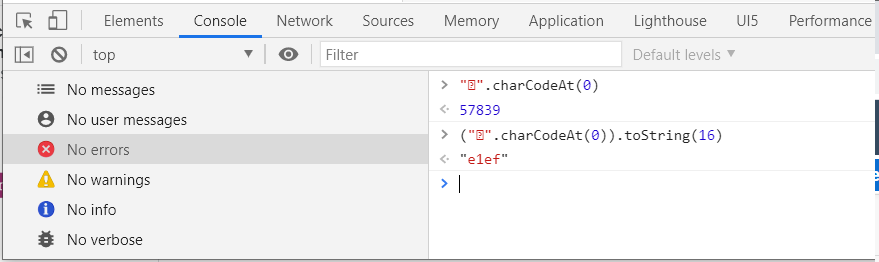 Elements Console Sources Network Memory Application Lighthouse UI5 Performance
top Filter Default levels
No messages
No user messages
No errors
No warnings
No info
No verbose
> "".charCodeAt(0)
57839
> ("".charCodeAt(0)).toString(16)
"e1ef"
>